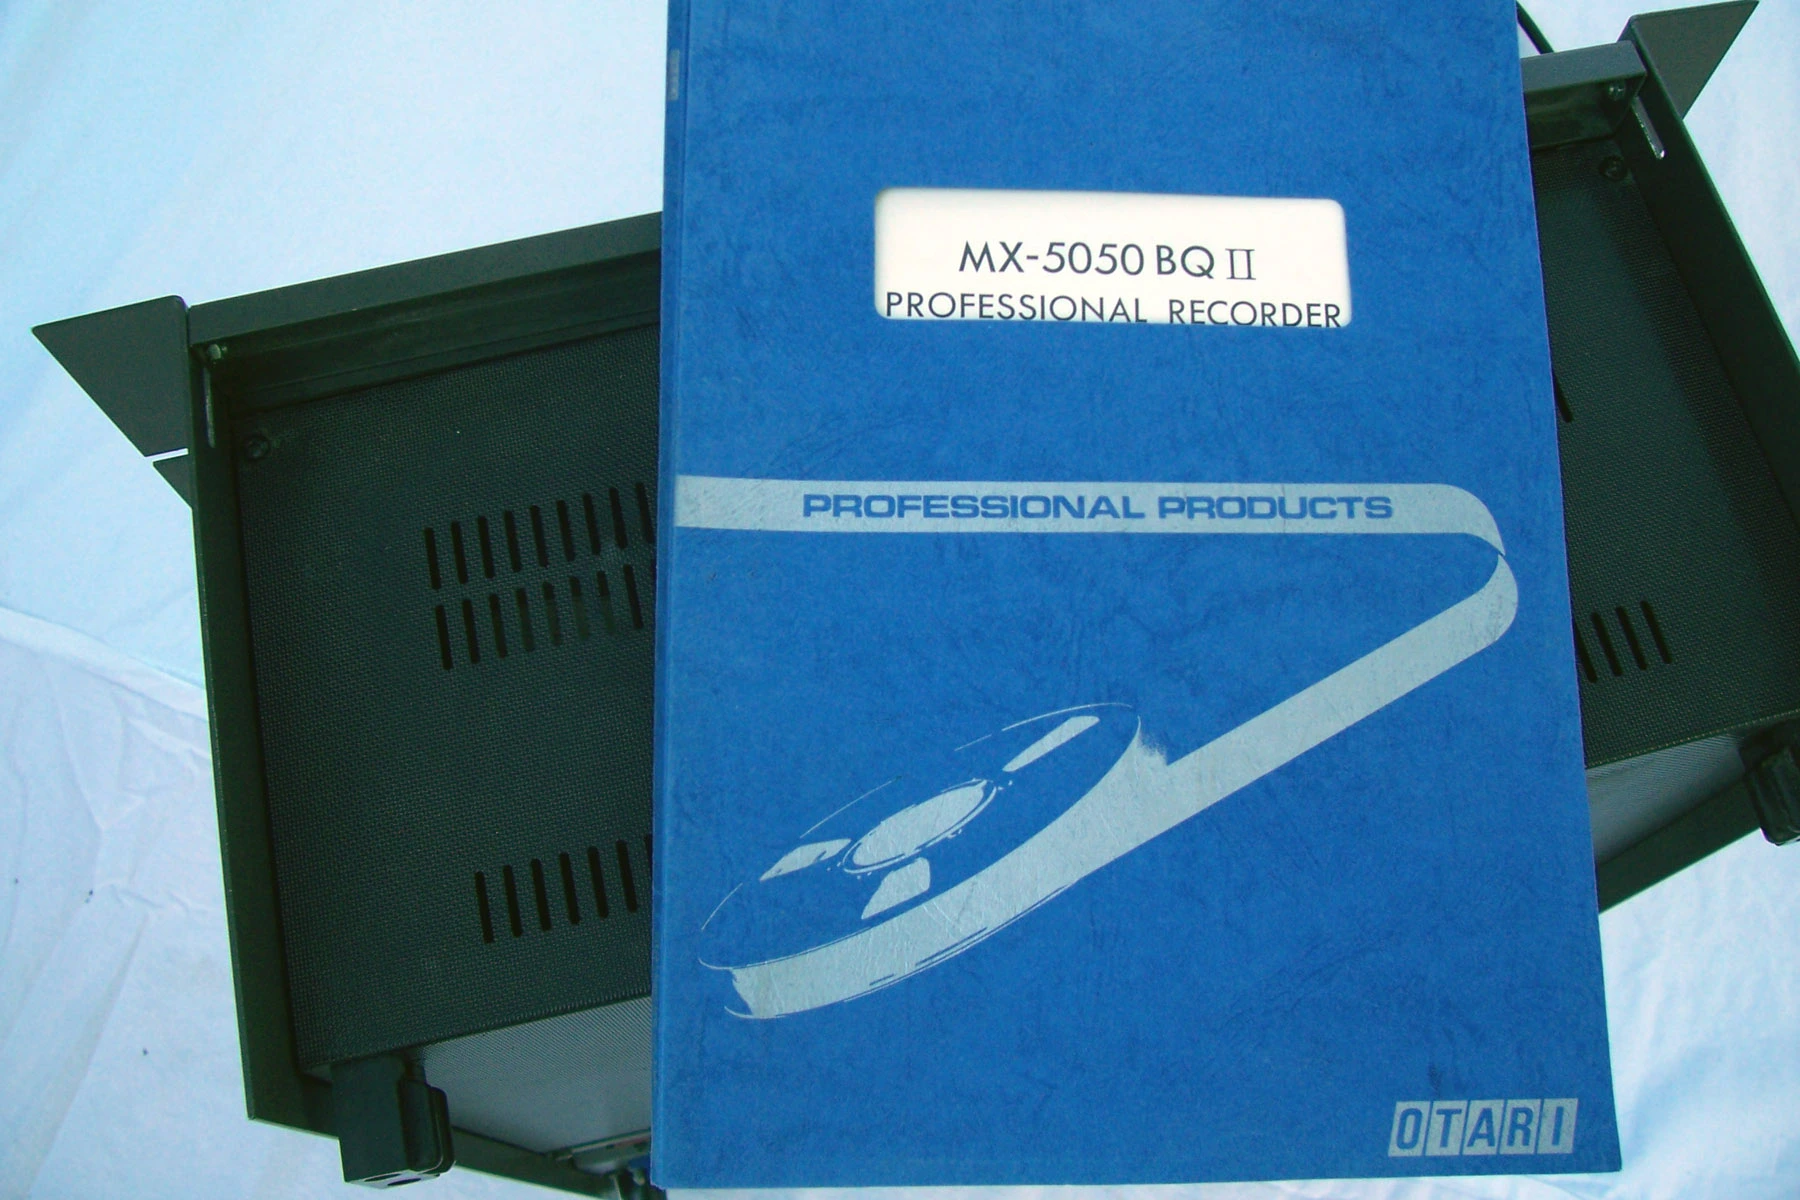 MX-5050 BQ II
PROFESSIONAL RECORDER
PROFESSIONAL PRODUCTS
OTARI